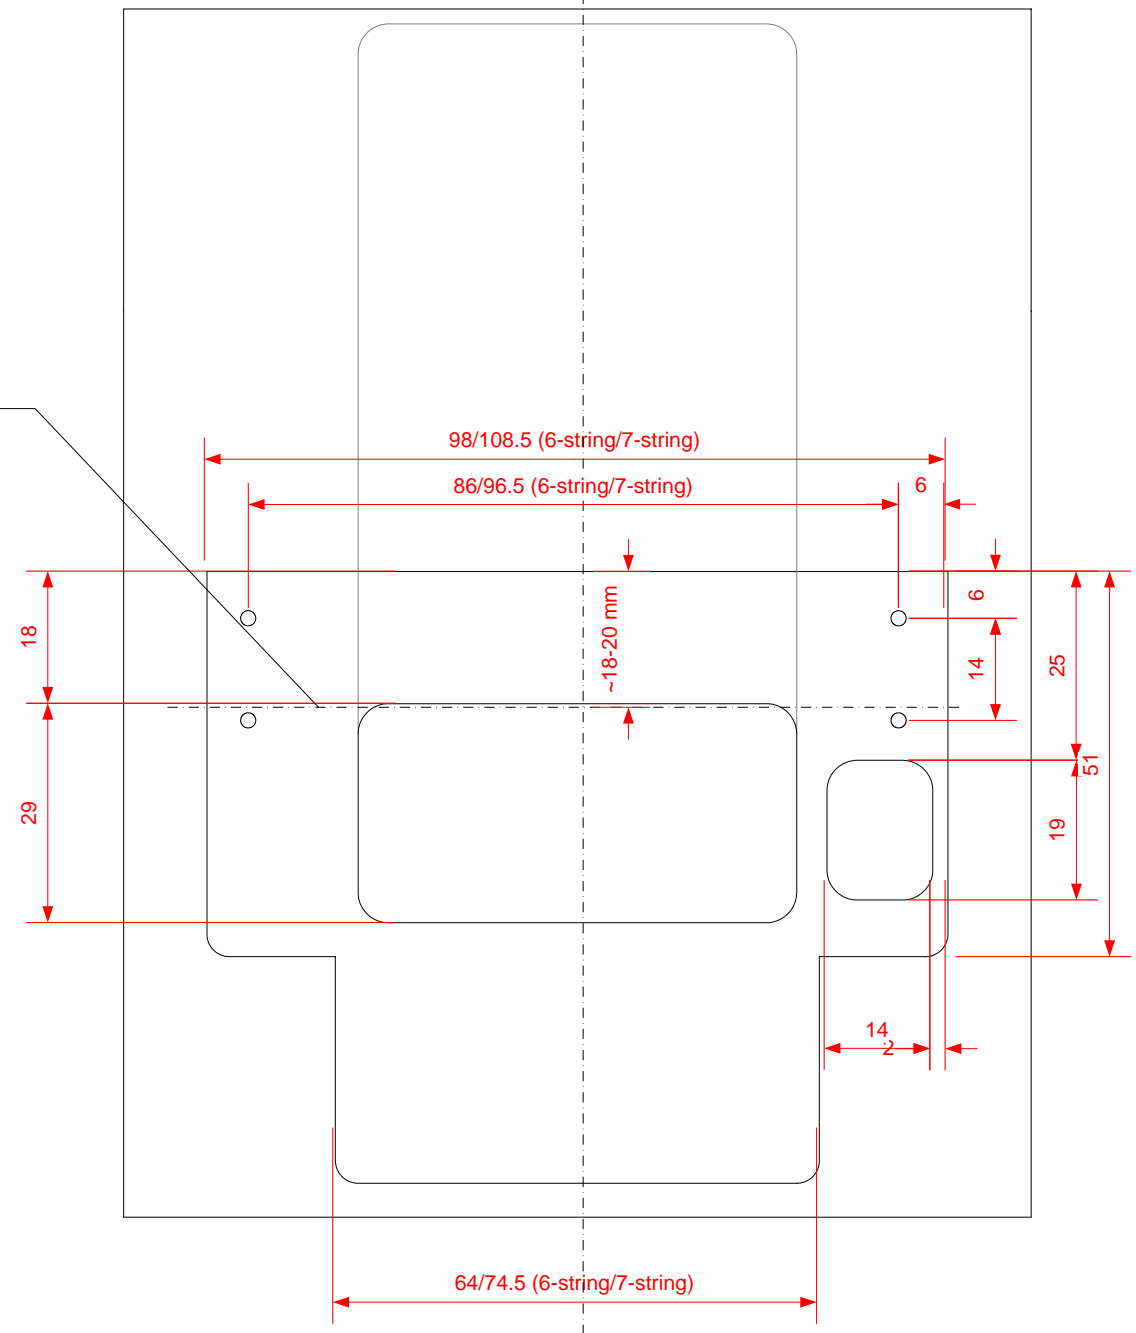 98/108.5 (6-string/7-string)
86/96.5 (6-string/7-string)
6
6
18
~18-20 mm
14
25
51
29
19
14
2
64/74.5 (6-string/7-string)